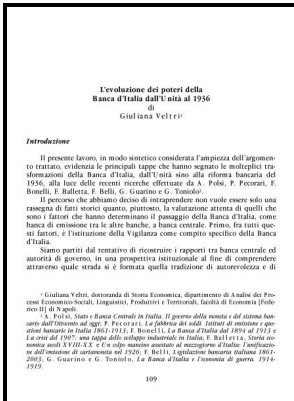 L'evoluzione dei poteri della
Banca d'Italia dall'Unità al 1936
di
Giuliana Veltri¹
Introduzione
Il presente lavoro, in modo sintetico considerata l'ampiezza dell'argomen-
to trattato, evidenzia le principali tappe che hanno segnato le molteplici tra-
sformazioni della Banca d'Italia, dall'Unità sino alla riforma bancaria del
1936, alla luce delle recenti ricerche effettuate da A. Polsi, P. Pecorari, F.
Bonelli, F. Balletta, F. Belli, G. Guarino e G. Toniolo².
Il percorso che abbiamo deciso di intraprendere non vuole essere solo una
rassegna di fatti storici quanto, piuttosto, la valutazione attenta di quelli che
sono i fattori che hanno determinato il passaggio della Banca d'Italia, come
banca di emissione tra le altre banche, a banca centrale. Primo, fra tutti que-
sti fattori, è l'istituzione della Vigilanza come compito specifico della Banca
d'Italia.
Siamo partiti dal tentativo di ricostruire i rapporti tra banca centrale ed
autorità di governo, in una prospettiva istituzionale al fine di comprendere
attraverso quale strada si è formata quella tradizione di autorevolezza e di
¹ Giuliana Veltri, dottoranda di Storia Economica, dipartimento di Analisi dei Pro-
cessi Economico-Sociali, Linguistici, Produttivi e Territoriali, facoltà di Economia [Fede-
rico II] Napoli.
² A. Polsi, Stato e Banca Centrale in Italia. Il governo della moneta e del sistema ban-
cario dall'Ottocento ad oggi; P. Pecorari, La fabbrica dei soldi. Istituti di emissione e que-
stioni bancarie in Italia 1861-1913; F. Bonelli, La Banca d'Italia dal 1894 al 1913 e
La crisi del 1907: una tappa dello sviluppo industriale in Italia; F. Balletta, Storia eco-
nomica secoli XVIII-XX e Un colpo mancino assestato al mezzogiorno d'Italia: l'unificazio-
ne dell'emissione di cartamoneta nel 1926; F. Belli, Legislazione bancaria italiana 1861-
2003; G. Guarino e G. Toniolo, La Banca d'Italia e l'economia di guerra. 1914-
1919.
109